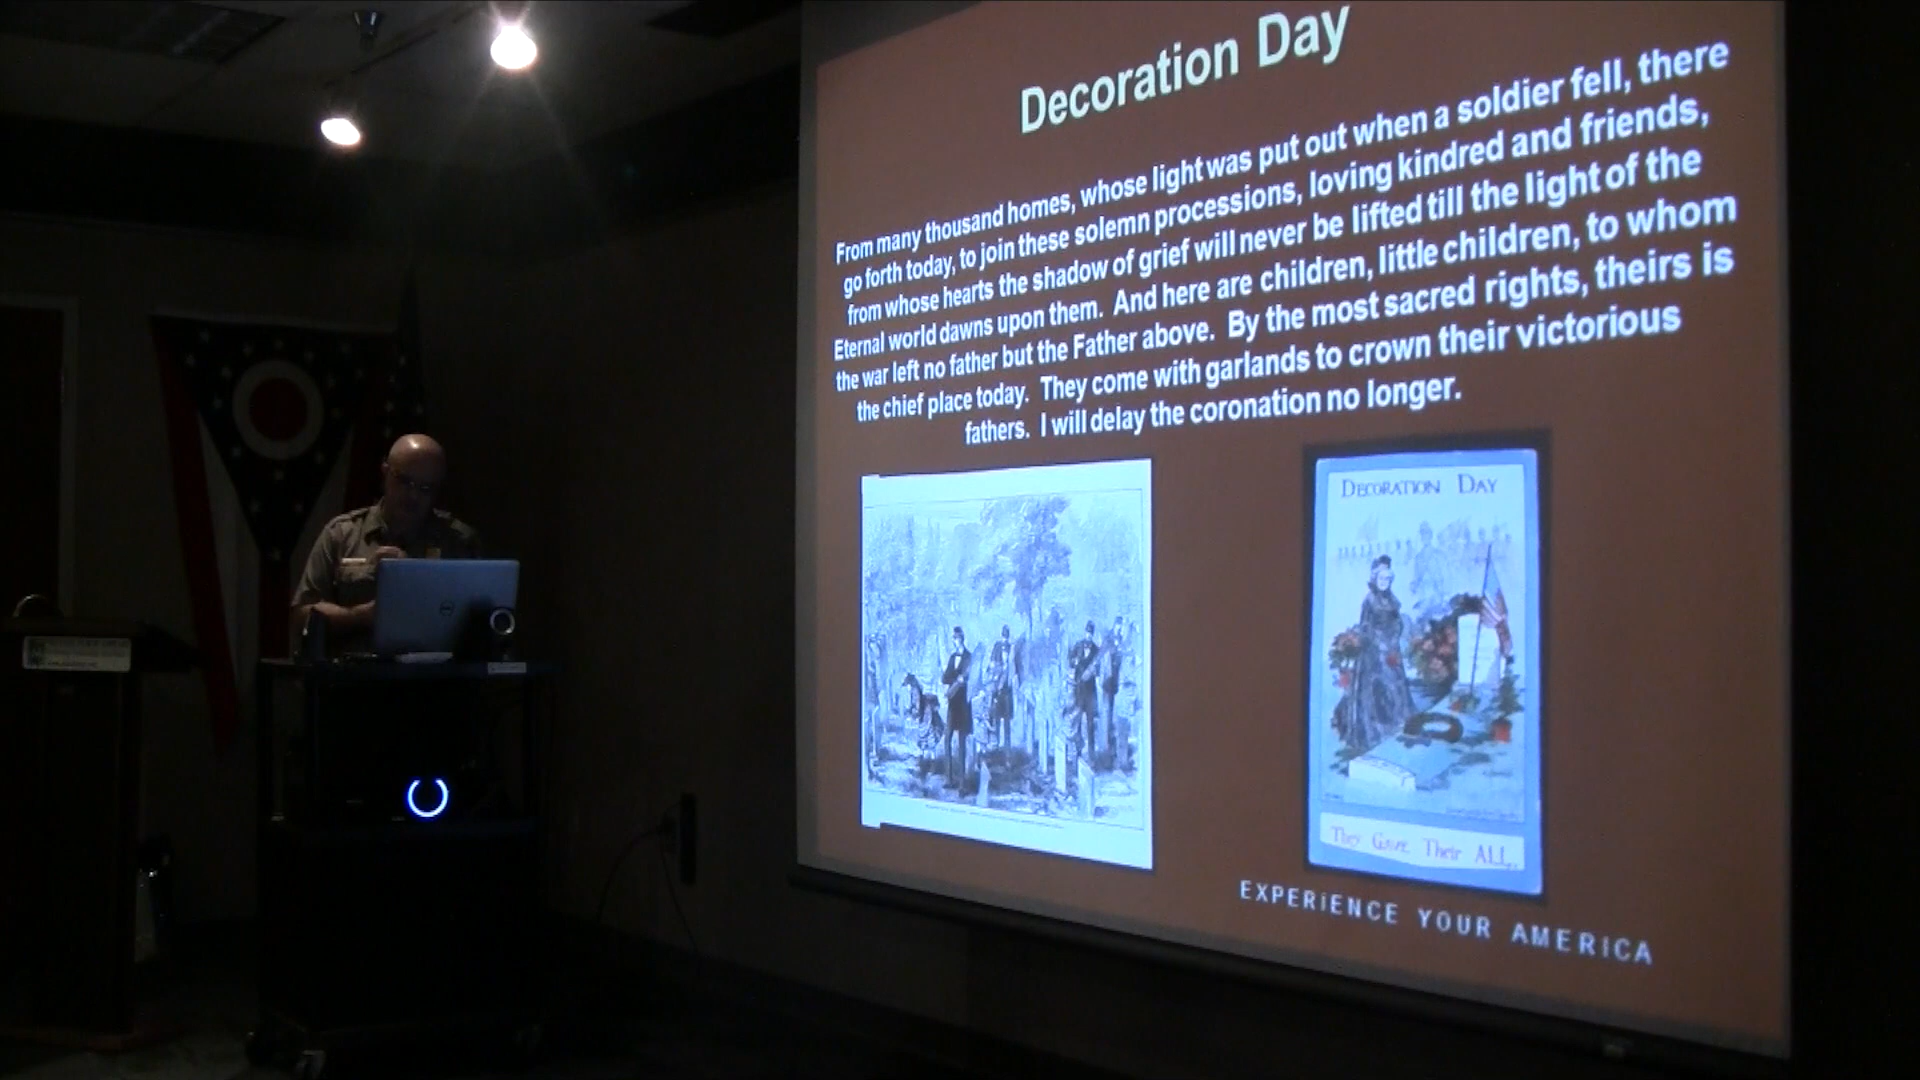 Decoration Day
From many thousand homes, whose light was put out when a soldier fell, there
go forth today, to join these solemn processions, loving kindred and friends,
from whose hearts the shadow of grief will never be lifted till the light of the
Eternal world dawns upon them.  And here are children, little children, to whom
the war left no father but the Father above.  By the most sacred rights, theirs is
the chief place today.  They come with garlands to crown their victorious
fathers.  I will delay the coronation no longer.
DECORATION DAY
They Gave Their ALL.
EXPERiENCE YOUR AMERiCA
DELL